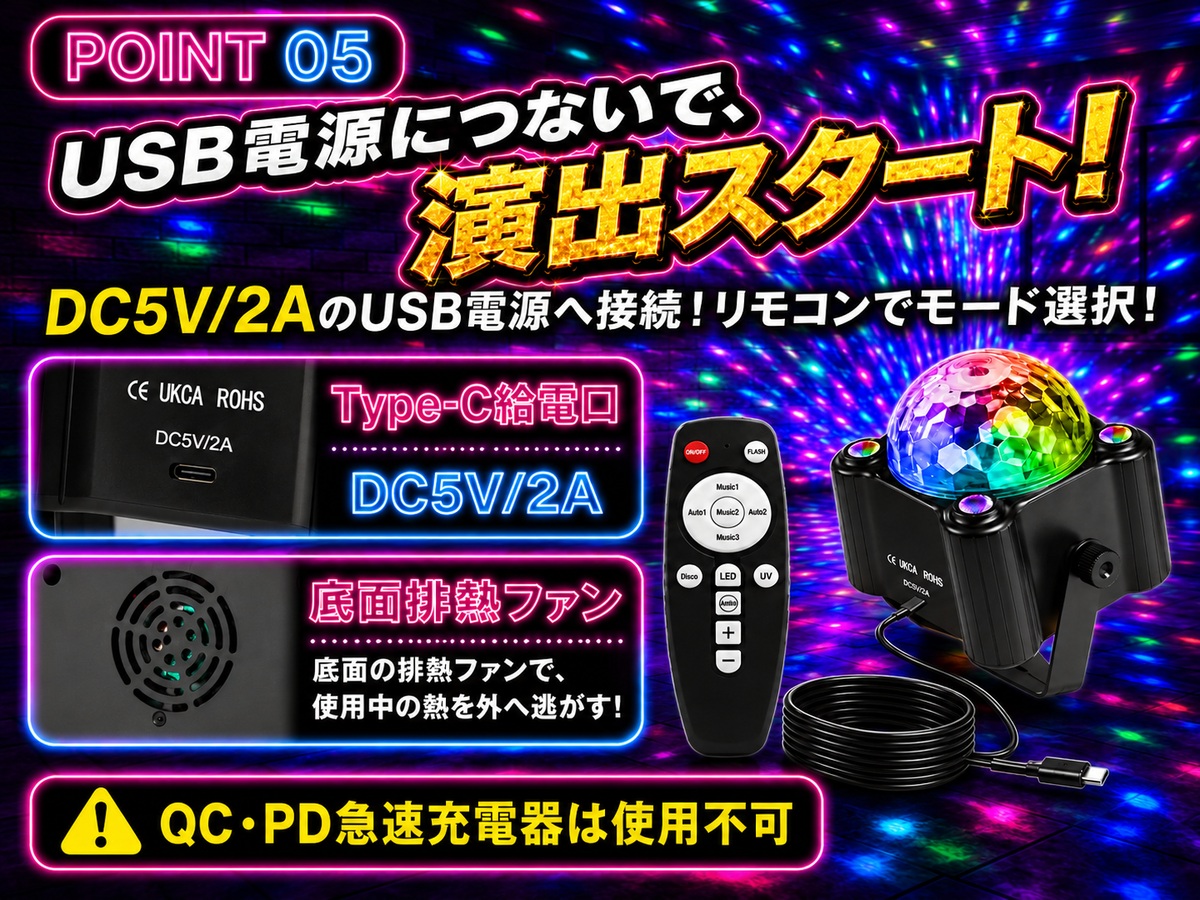 POINT 05
USB電源につないで、
演出スタート!
DC5V/2AのUSB電源へ接続!リモコンでモード選択!
CE UKCA ROHS
DC5V/2A
Type-C給電口
DC5V/2A
底面排熱ファン
底面の排熱ファンで、
使用中の熱を外へ逃がす!
ON/OFF
FLASH
Music1
Auto1 Music2 Auto2
Music3
Disco LED UV
+
−
CE UKCA ROHS
DC5V/2A
QC・PD急速充電器は使用不可